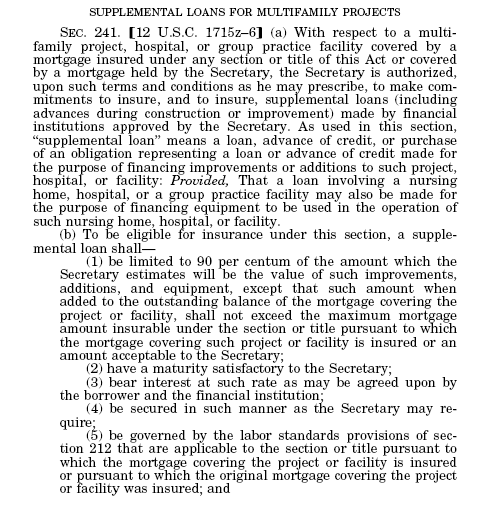 SUPPLEMENTAL LOANS FOR MULTIFAMILY PROJECTS
SEC. 241. 【12 U.S.C. 1715z–6】 (a) With respect to a multi-
family project, hospital, or group practice facility covered by a
mortgage insured under any section or title of this Act or covered
by a mortgage held by the Secretary, the Secretary is authorized,
upon such terms and conditions as he may prescribe, to make com-
mitments to insure, and to insure, supplemental loans (including
advances during construction or improvement) made by financial
institutions approved by the Secretary. As used in this section,
“supplemental loan” means a loan, advance of credit, or purchase
of an obligation representing a loan or advance of credit made for
the purpose of financing improvements or additions to such project,
hospital, or facility: Provided, That a loan involving a nursing
home, hospital, or a group practice facility may also be made for
the purpose of financing equipment to be used in the operation of
such nursing home, hospital, or facility.
(b) To be eligible for insurance under this section, a supple-
mental loan shall—
(1) be limited to 90 per centum of the amount which the
Secretary estimates will be the value of such improvements,
additions, and equipment, except that such amount when
added to the outstanding balance of the mortgage covering the
project or facility, shall not exceed the maximum mortgage
amount insurable under the section or title pursuant to which
the mortgage covering such project or facility is insured or an
amount acceptable to the Secretary;
(2) have a maturity satisfactory to the Secretary;
(3) bear interest at such rate as may be agreed upon by
the borrower and the financial institution;
(4) be secured in such manner as the Secretary may re-
quire;
(5) be governed by the labor standards provisions of sec-
tion 212 that are applicable to the section or title pursuant to
which the mortgage covering the project or facility is insured
or pursuant to which the original mortgage covering the project
or facility was insured; and